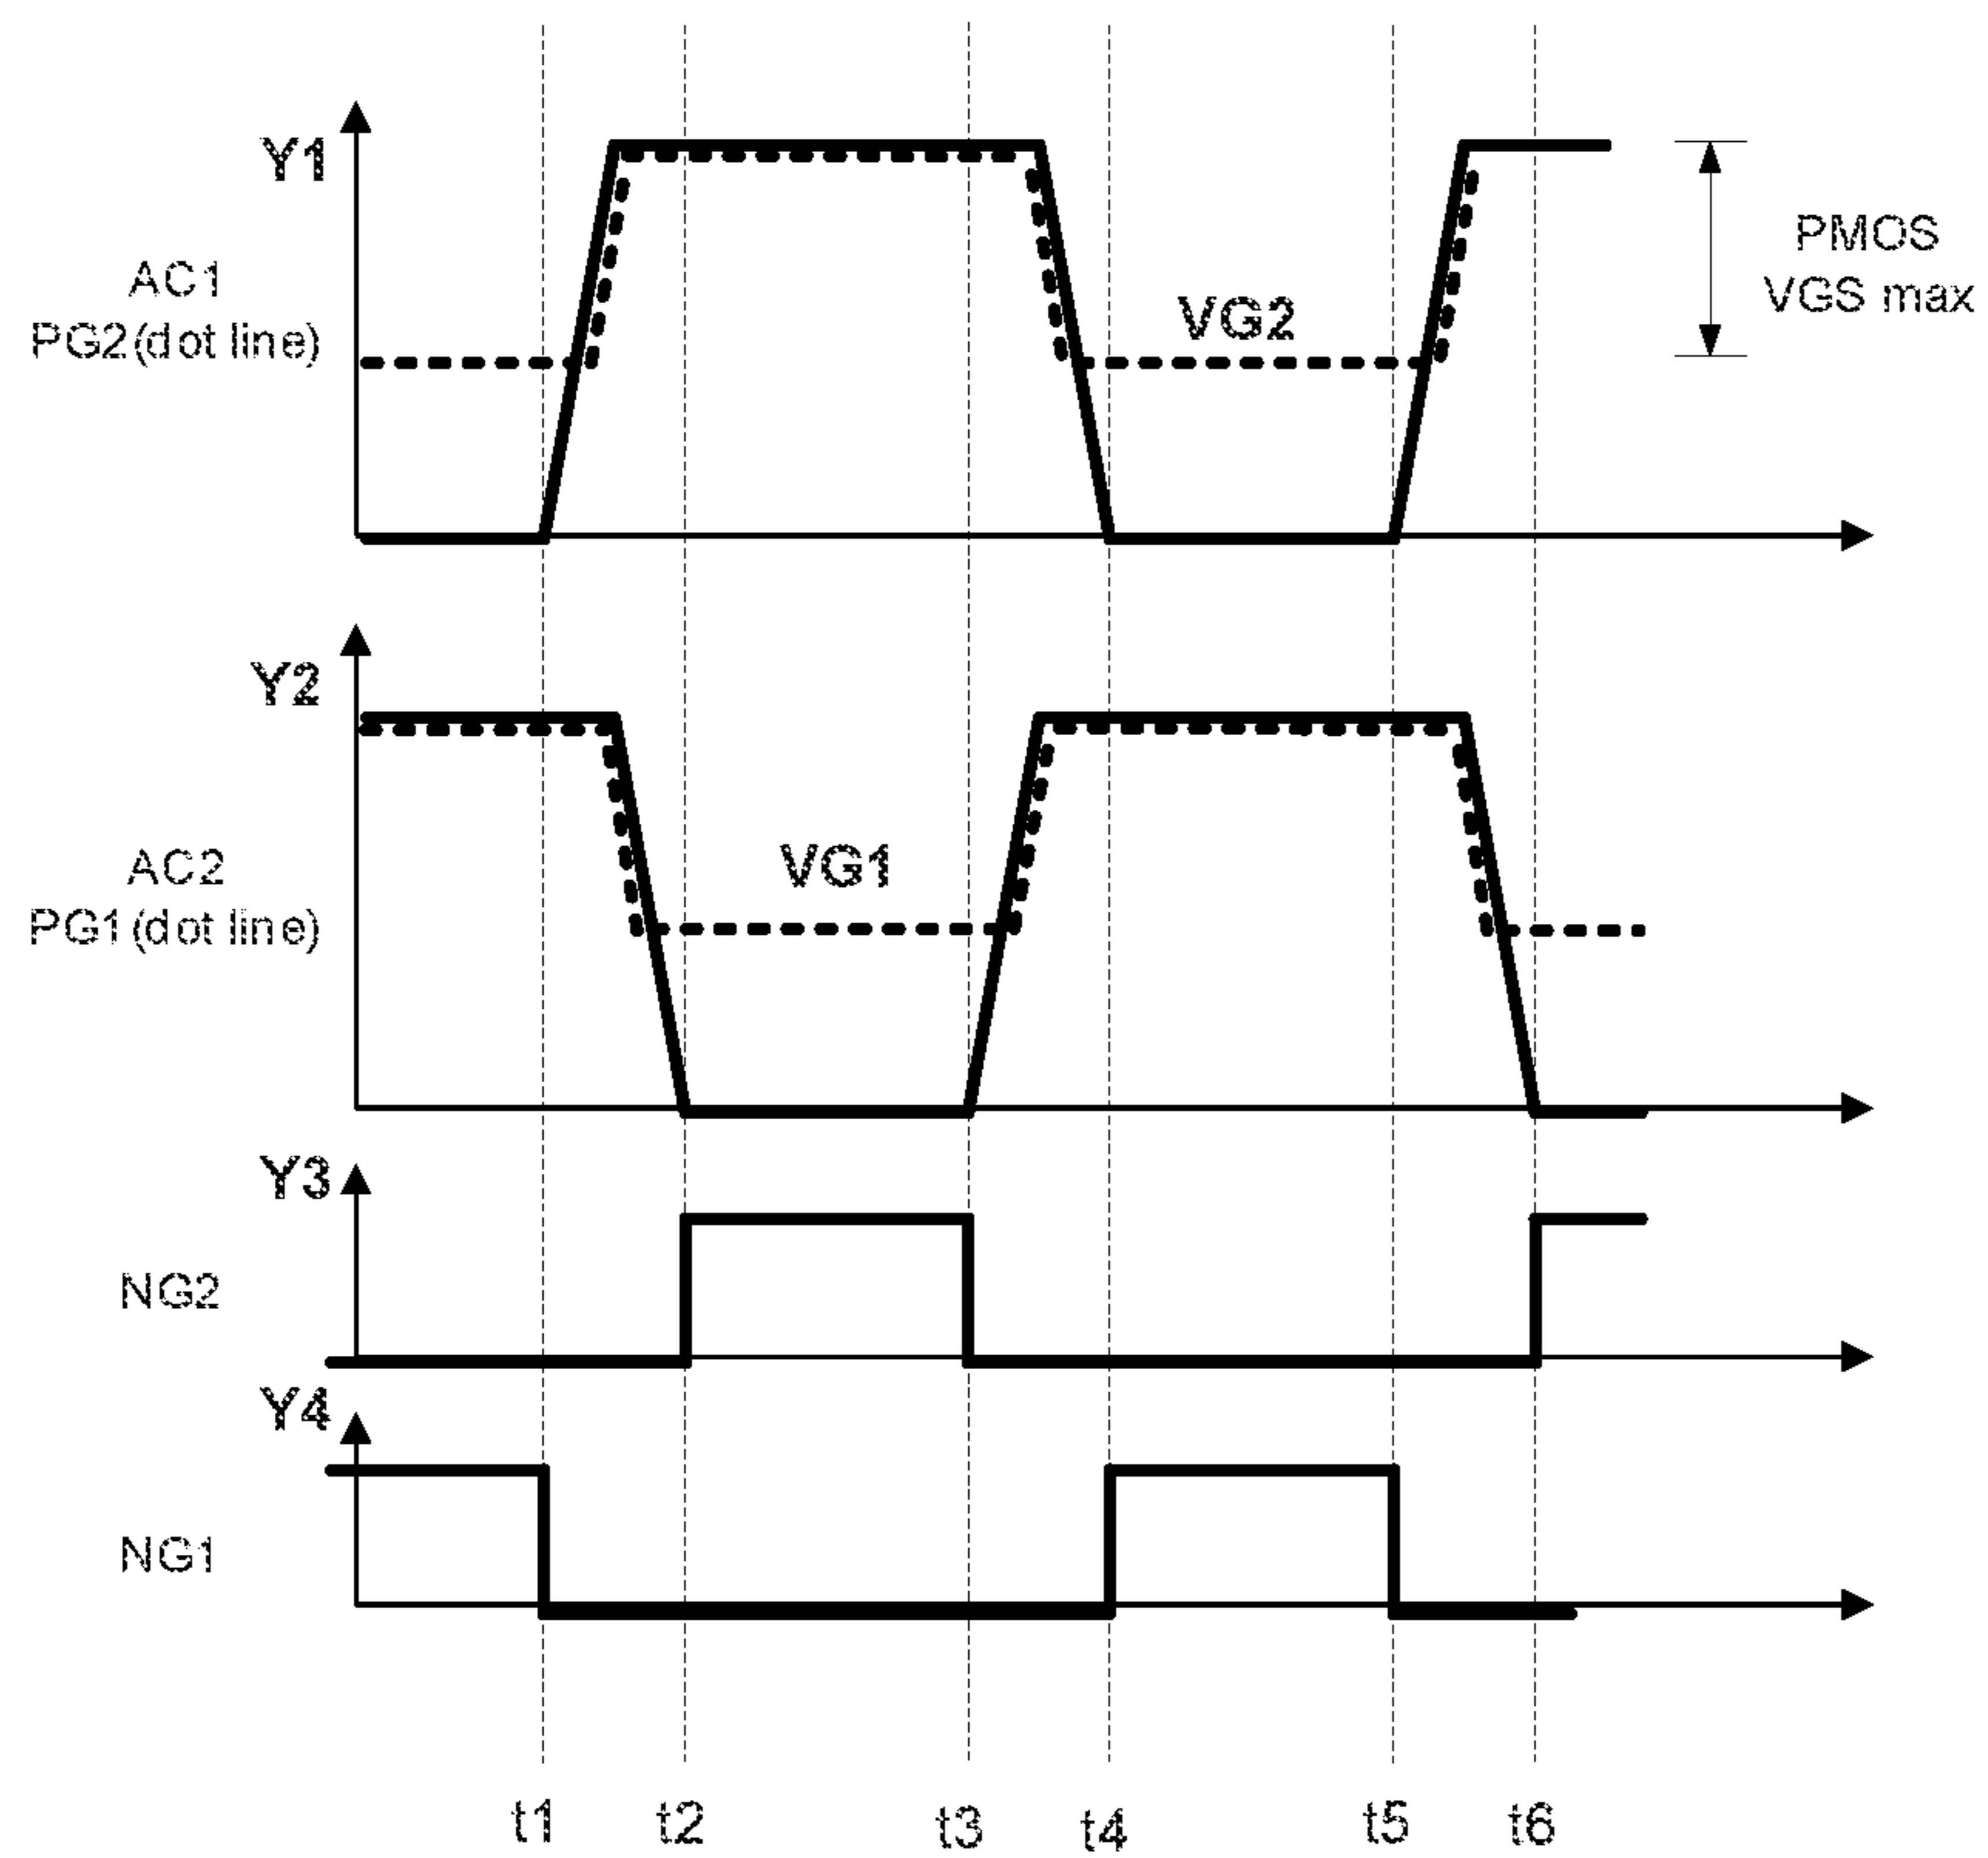 Y1
AC1
PG2(dot line)
VG2
PMOS
VGS max
Y2
AC2
PG1(dot line)
VG1
Y3
NG2
Y4
NG1
t1 t2 t3 t4 t5 t6